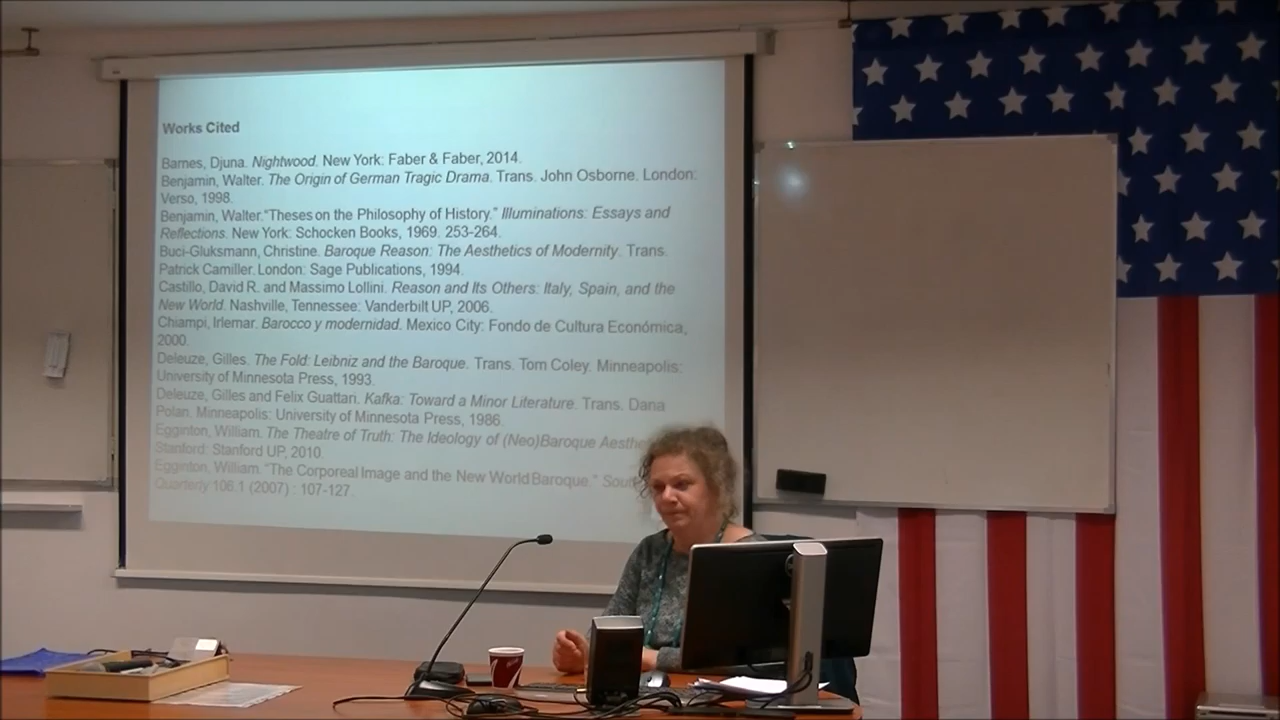 Works Cited
Barnes, Djuna. Nightwood. New York: Faber & Faber, 2014.
Benjamin, Walter. The Origin of German Tragic Drama. Trans. John Osborne. London:
Verso, 1998.
Benjamin, Walter."Theses on the Philosophy of History." Illuminations: Essays and
Reflections. New York: Schocken Books, 1969. 253-264.
Buci-Gluksmann, Christine. Baroque Reason: The Aesthetics of Modernity. Trans.
Patrick Camiller. London: Sage Publications, 1994.
Castillo, David R. and Massimo Lollini. Reason and Its Others: Italy, Spain, and the
New World. Nashville, Tennessee: Vanderbilt UP, 2006.
Chiampi, Irlemar. Barocco y modernidad. Mexico City: Fondo de Cultura Económica,
2000.
Deleuze, Gilles. The Fold: Leibniz and the Baroque. Trans. Tom Coley. Minneapolis:
University of Minnesota Press, 1993.
Deleuze, Gilles and Felix Guattari. Kafka: Toward a Minor Literature. Trans. Dana
Polan. Minneapolis: University of Minnesota Press, 1986.
Egginton, William. The Theatre of Truth: The Ideology of (Neo)Baroque Aesthe
Stanford: Stanford UP, 2010.
Egginton, William. "The Corporeal Image and the New World Baroque." Sout
Quarterly 106.1 (2007) : 107-127.